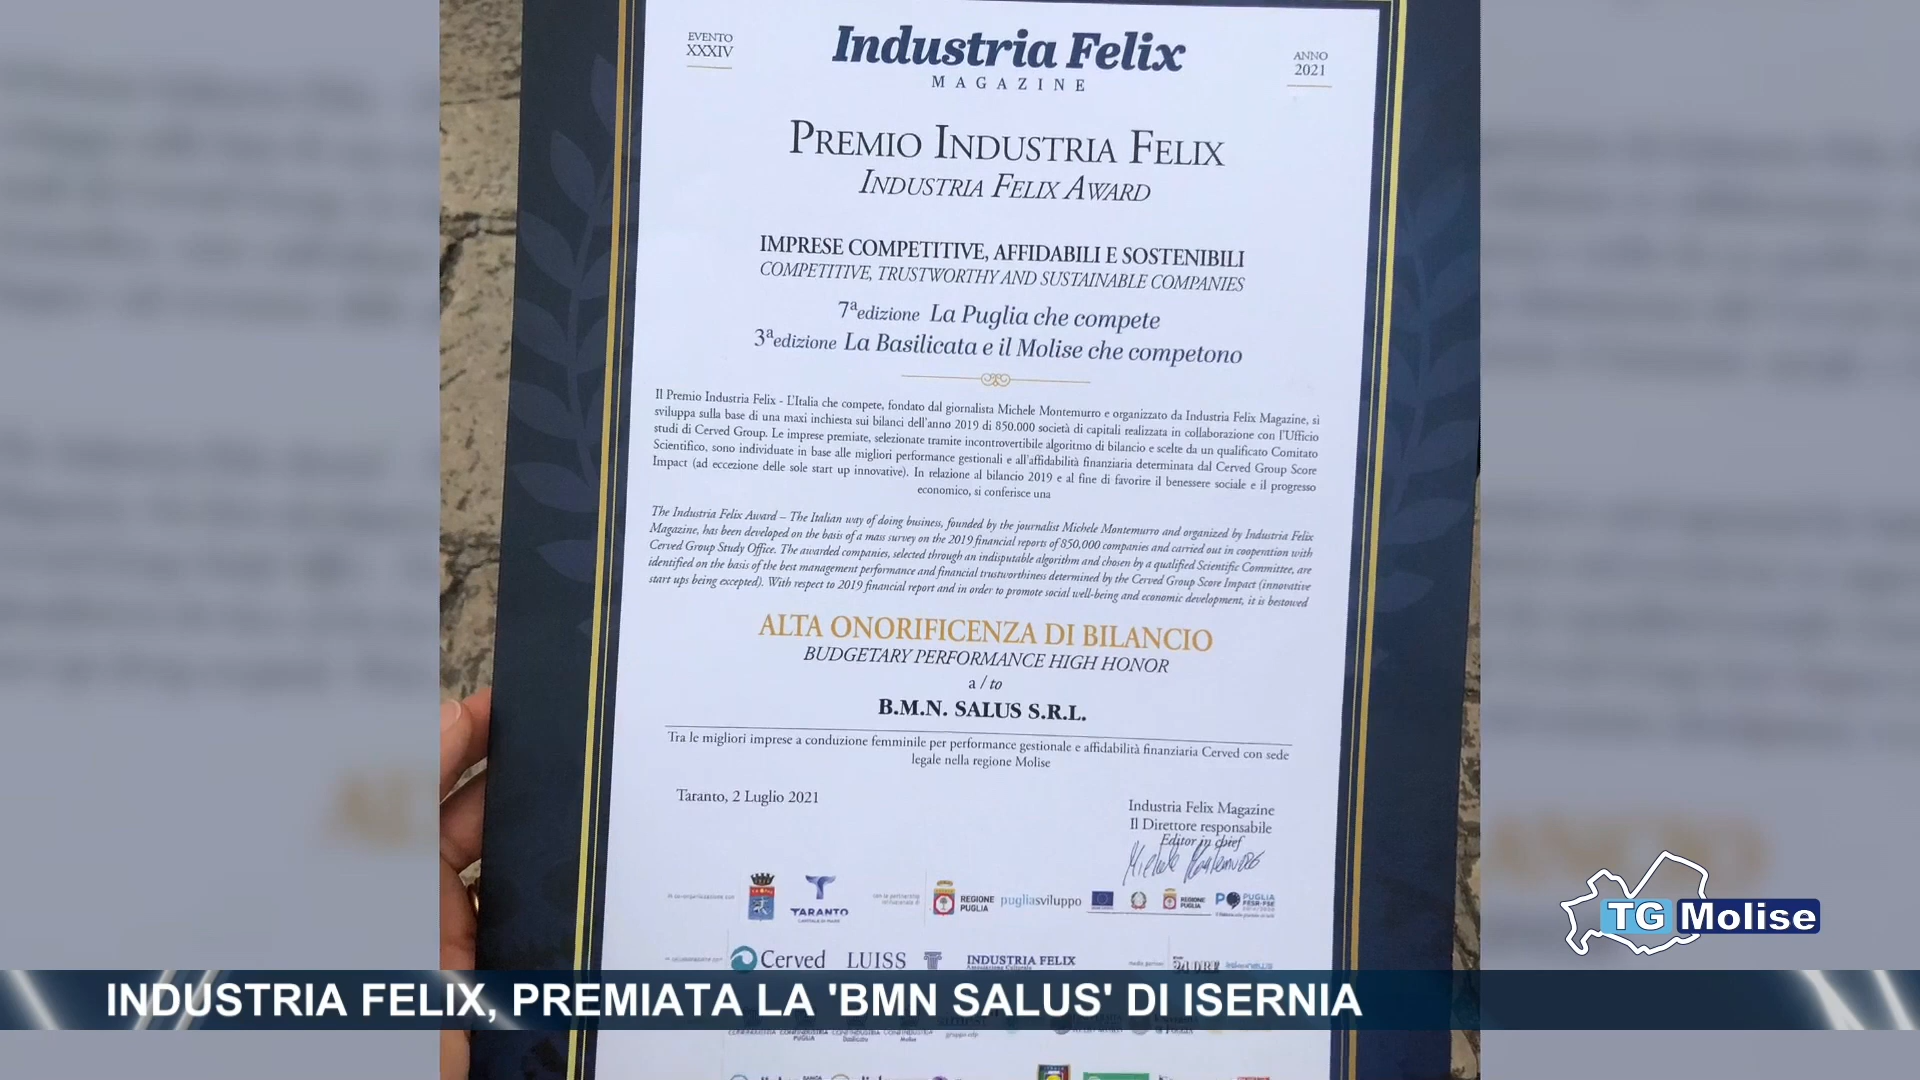 EVENTO
XXXIV
Industria Felix
MAGAZINE
ANNO
2021
PREMIO INDUSTRIA FELIX
INDUSTRIA FELIX AWARD
IMPRESE COMPETITIVE, AFFIDABILI E SOSTENIBILI
COMPETITIVE, TRUSTWORTHY AND SUSTAINABLE COMPANIES
7ª edizione La Puglia che compete
3ª edizione La Basilicata e il Molise che competono
Il Premio Industria Felix - L'Italia che compete, fondato dal giornalista Michele Montemurro e organizzato da Industria Felix Magazine, si
sviluppa sulla base di una maxi inchiesta sui bilanci dell'anno 2019 di 850.000 società di capitali realizzata in collaborazione con l'Ufficio
studi di Cerved Group. Le imprese premiate, selezionate tramite incontrovertibile algoritmo di bilancio e scelte da un qualificato Comitato
Scientifico, sono individuate in base alle migliori performance gestionali e all'affidabilità finanziaria determinata dal Cerved Group Score
Impact (ad eccezione delle sole start up innovative). In relazione al bilancio 2019 e al fine di favorire il benessere sociale e il progresso
economico, si conferisce una
The Industria Felix Award – The Italian way of doing business, founded by the journalist Michele Montemurro and organized by Industria Felix
Magazine, has been developed on the basis of a mass survey on the 2019 financial reports of 850,000 companies and carried out in cooperation with
Cerved Group Study Office. The awarded companies, selected through an indisputable algorithm and chosen by a qualified Scientific Committee, are
identified on the basis of the best management performance and financial trustworthiness determined by the Cerved Group Score Impact (innovative
start ups being excepted). With respect to 2019 financial report and in order to promote social well-being and economic development, it is bestowed
ALTA ONORIFICENZA DI BILANCIO
BUDGETARY PERFORMANCE HIGH HONOR
a / to
B.M.N. SALUS S.R.L.
Tra le migliori imprese a conduzione femminile per performance gestionale e affidabilità finanziaria Cerved con sede
legale nella regione Molise
Taranto, 2 Luglio 2021
Industria Felix Magazine
Il Direttore responsabile
Editor in chief
Michele Montemurro
TARANTO
REGIONE
PUGLIA
pugliasviluppo
REGIONE
PUGLIA
PUGLIA
FESR-FSE
Cerved
LUISS
INDUSTRIA FELIX
Associazione Culturale
TG Molise
INDUSTRIA FELIX, PREMIATA LA 'BMN SALUS' DI ISERNIA